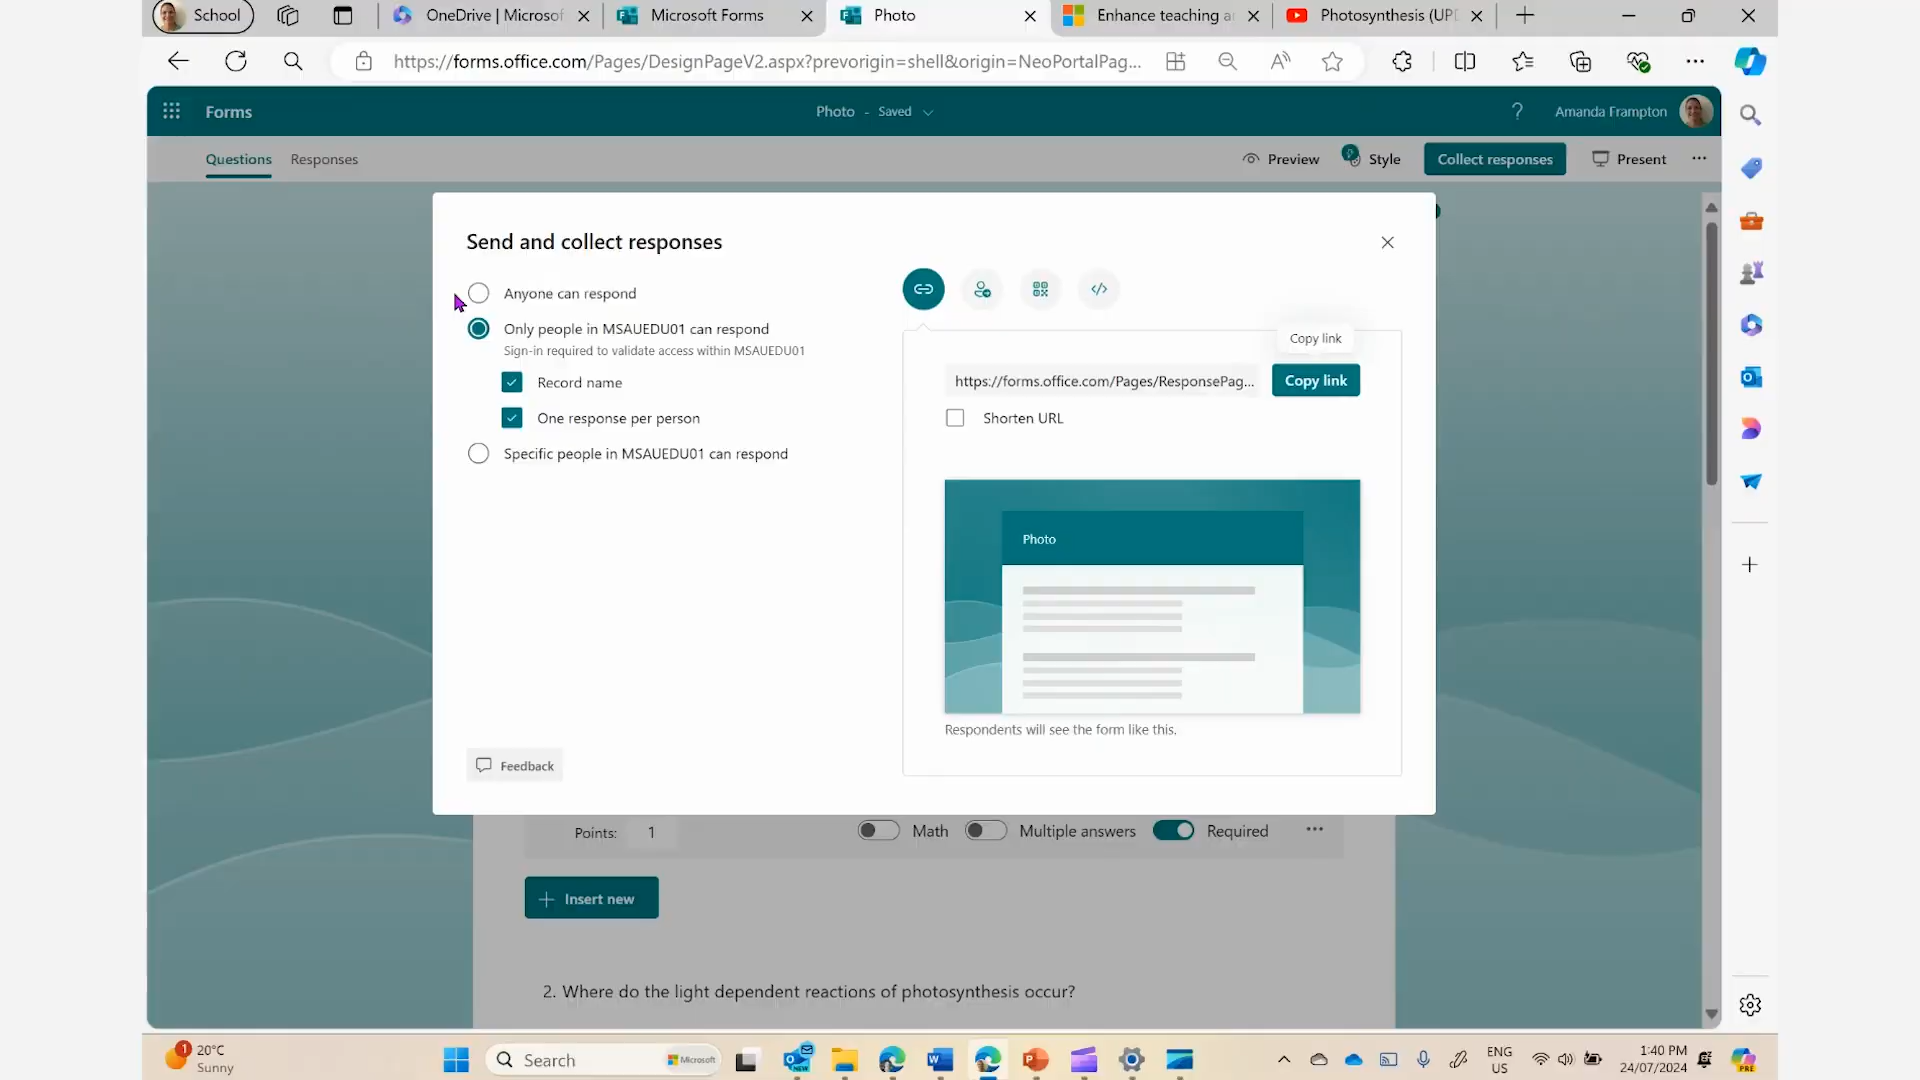 School
OneDrive | Microsof
Microsoft Forms
Photo
Enhance teaching a
Photosynthesis (UPD
https://forms.office.com/Pages/DesignPageV2.aspx?prevorigin=shell&origin=NeoPortalPag...
Forms
Photo - Saved
? Amanda Frampton
Questions
Responses
Preview
Style
Collect responses
Present
Send and collect responses
Anyone can respond
Only people in MSAUEDU01 can respond
Sign-in required to validate access within MSAUEDU01
Record name
One response per person
Specific people in MSAUEDU01 can respond
Copy link
https://forms.office.com/Pages/ResponsePag...
Copy link
Shorten URL
Photo
Respondents will see the form like this.
Feedback
Points: 1
Math
Multiple answers
Required
Insert new
2. Where do the light dependent reactions of photosynthesis occur?
1
20°C
Sunny
Search
Microsoft
NEW
ENG
US
1:40 PM
24/07/2024
PRE